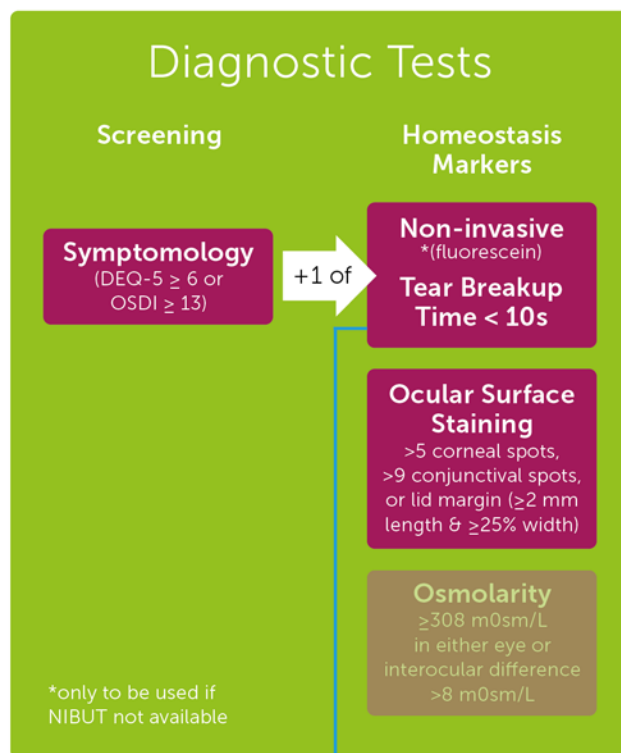 Diagnostic Tests
Screening
Homeostasis
Markers
Symptomology
(DEQ-5 ≥ 6 or
OSDI ≥ 13)
+1 of
Non-invasive
*(fluorescein)
Tear Breakup
Time < 10s
Ocular Surface
Staining
>5 corneal spots,
>9 conjunctival spots,
or lid margin (≥2 mm
length & ≥25% width)
Osmolarity
≥308 m0sm/L
in either eye or
interocular difference
>8 m0sm/L
*only to be used if
NIBUT not available